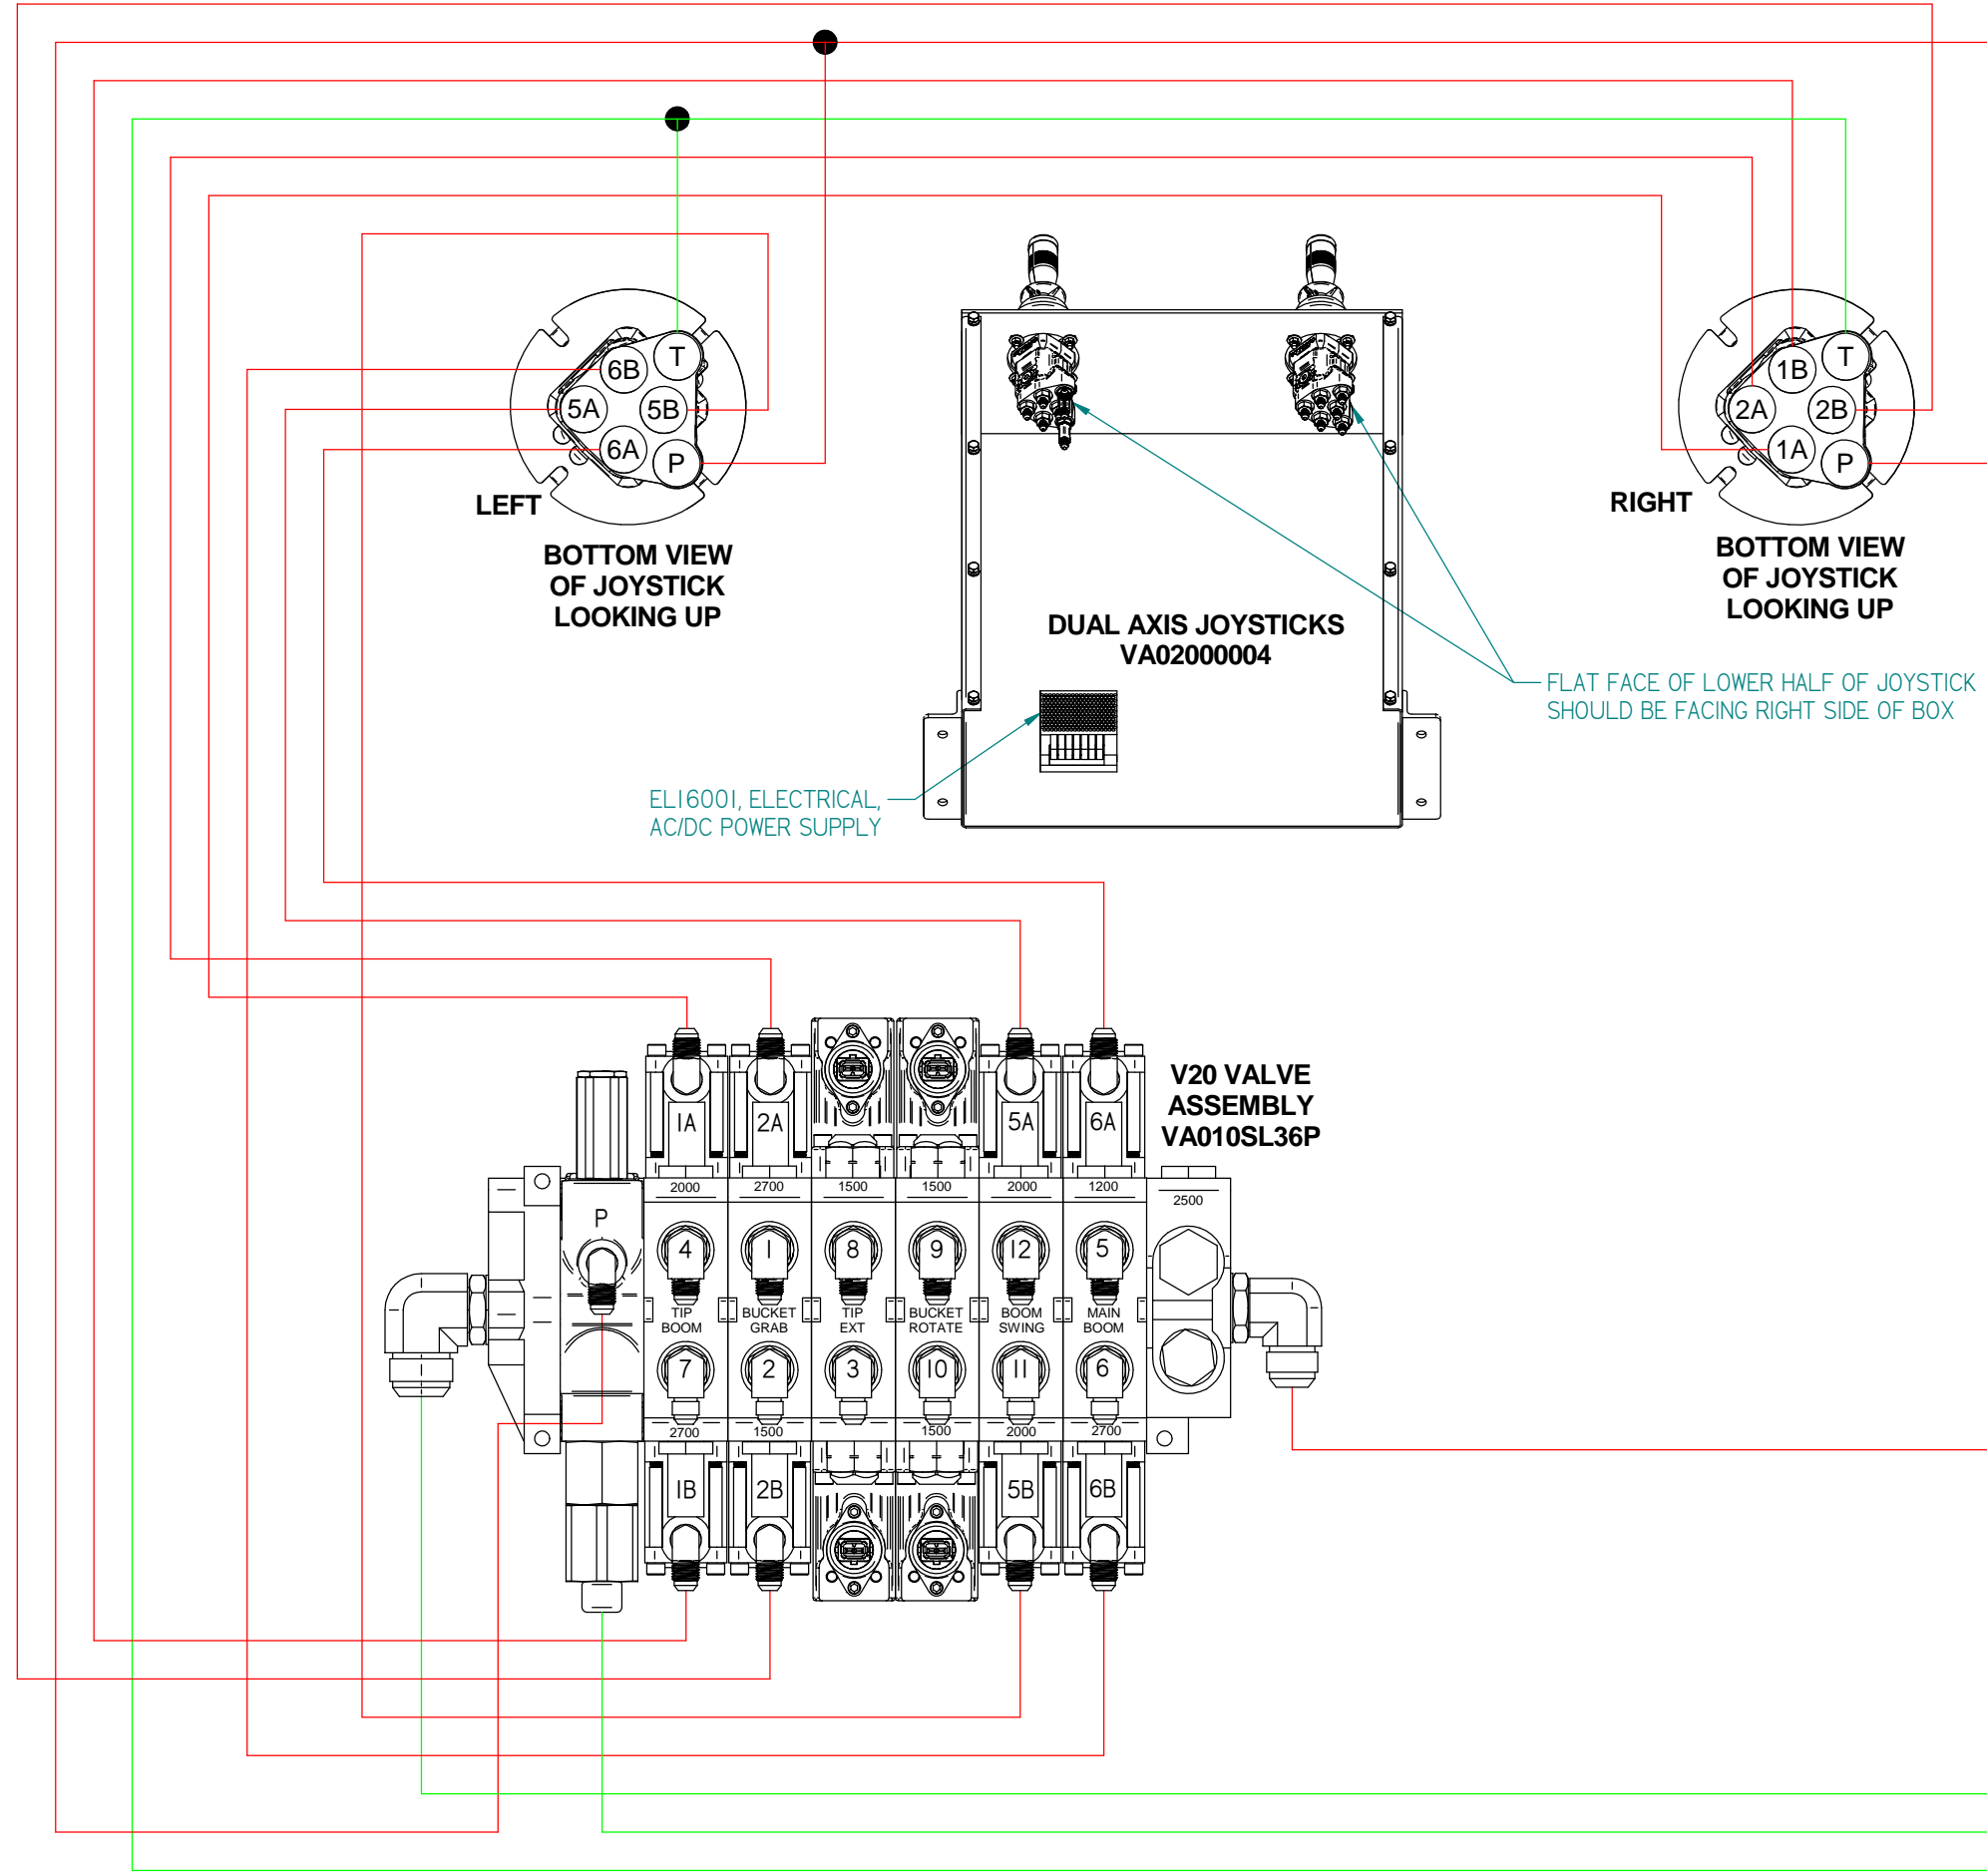 6B
T
5A
5B
6A
P
LEFT
BOTTOM VIEW
OF JOYSTICK
LOOKING UP
1B
T
2A
2B
1A
P
RIGHT
BOTTOM VIEW
OF JOYSTICK
LOOKING UP
DUAL AXIS JOYSTICKS
VA02000004
FLAT FACE OF LOWER HALF OF JOYSTICK
SHOULD BE FACING RIGHT SIDE OF BOX
EL16001, ELECTRICAL,
AC/DC POWER SUPPLY
V20 VALVE
ASSEMBLY
VA010SL36P
1A
2A
5A
6A
2000
2700
1500
1500
2000
1200
2500
P
4
1
8
9
12
5
TIP
BOOM
BUCKET
GRAB
TIP
EXT
BUCKET
ROTATE
BOOM
SWING
MAIN
BOOM
7
2
3
10
11
6
2700
1500
1500
2000
2700
1B
2B
5B
6B